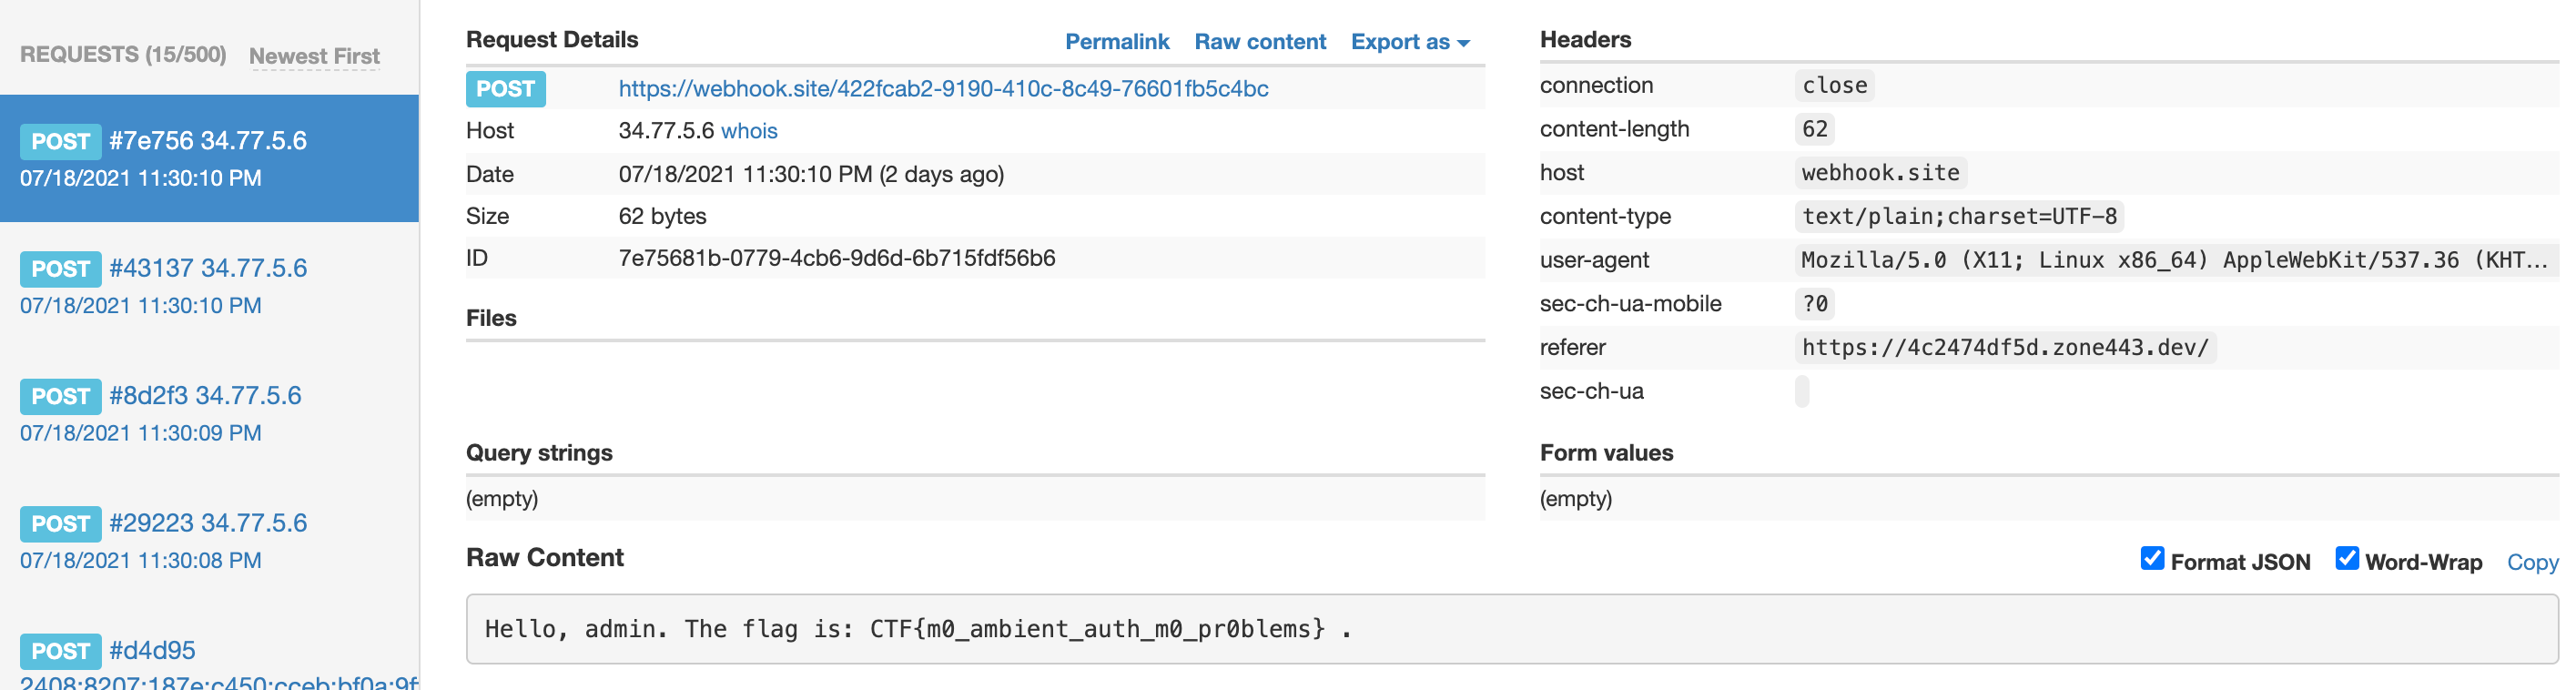 REQUESTS (15/500) Newest First
POST #7e756 34.77.5.6
07/18/2021 11:30:10 PM
POST #43137 34.77.5.6
07/18/2021 11:30:10 PM
POST #8d2f3 34.77.5.6
07/18/2021 11:30:09 PM
POST #29223 34.77.5.6
07/18/2021 11:30:08 PM
POST #d4d95
2408:8207:187e:c450:cceb:bf0a:9f
Request Details Permalink Raw content Export as
POST https://webhook.site/422fcab2-9190-410c-8c49-76601fb5c4bc
Host 34.77.5.6 whois
Date 07/18/2021 11:30:10 PM (2 days ago)
Size 62 bytes
ID 7e75681b-0779-4cb6-9d6d-6b715fdf56b6
Files
Headers
connection close
content-length 62
host webhook.site
content-type text/plain;charset=UTF-8
user-agent Mozilla/5.0 (X11; Linux x86_64) AppleWebKit/537.36 (KHT...
sec-ch-ua-mobile ?0
referer https://4c2474df5d.zone443.dev/
sec-ch-ua
Query strings
(empty)
Form values
(empty)
Raw Content Format JSON Word-Wrap Copy
Hello, admin. The flag is: CTF{m0_ambient_auth_m0_pr0blems} .